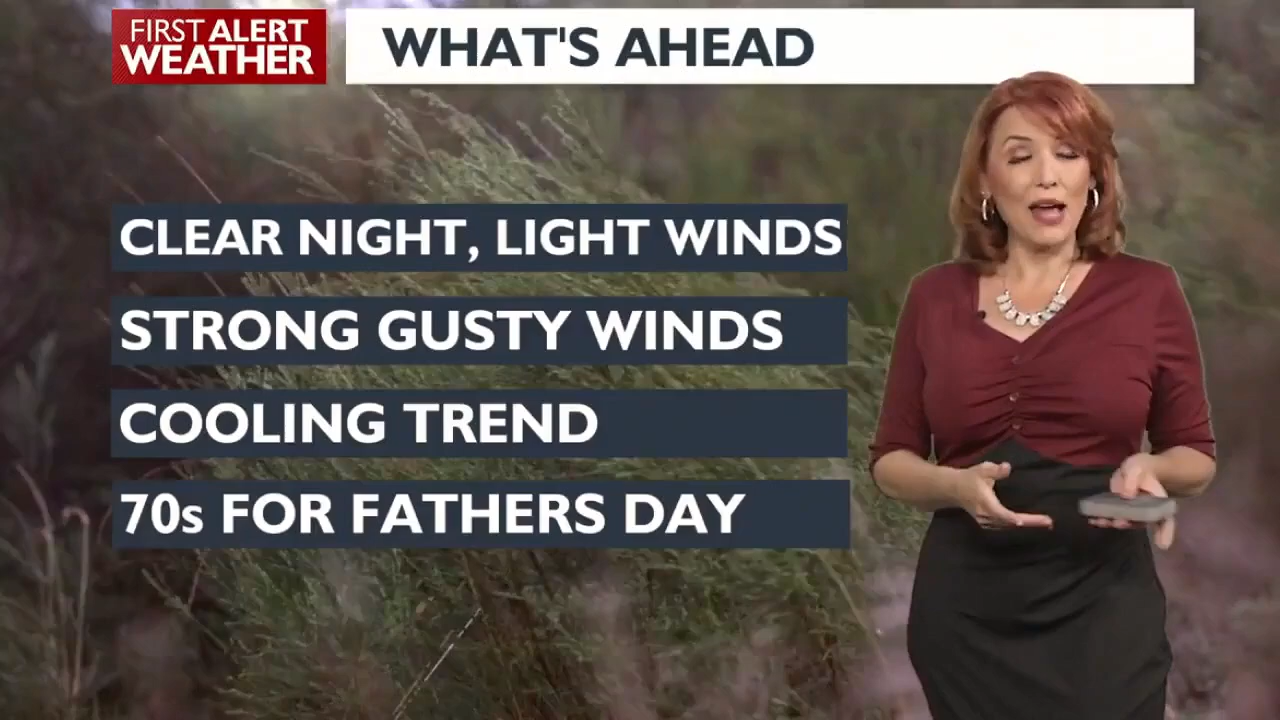 FIRST ALERT
WEATHER
WHAT'S AHEAD
CLEAR NIGHT, LIGHT WINDS
STRONG GUSTY WINDS
COOLING TREND
70s FOR FATHERS DAY